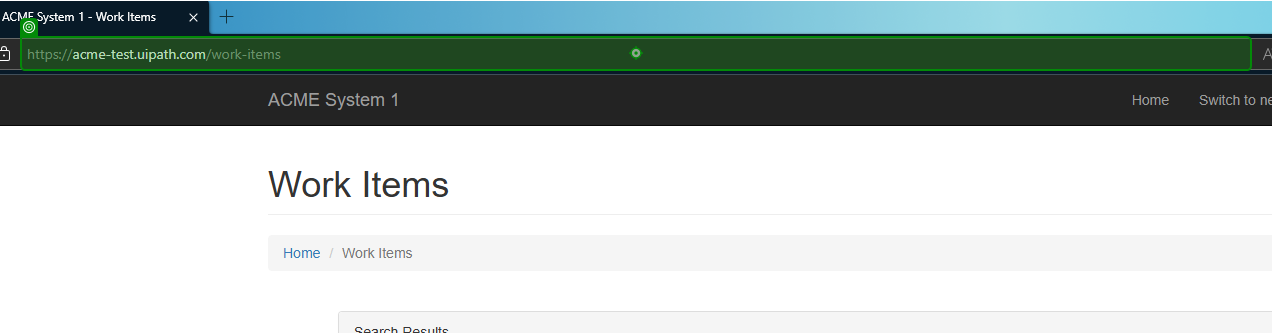 ACME System 1 - Work Items
https://acme-test.uipath.com/work-items
ACME System 1
Home
Switch to ne
Work Items
Home / Work Items
Search Results